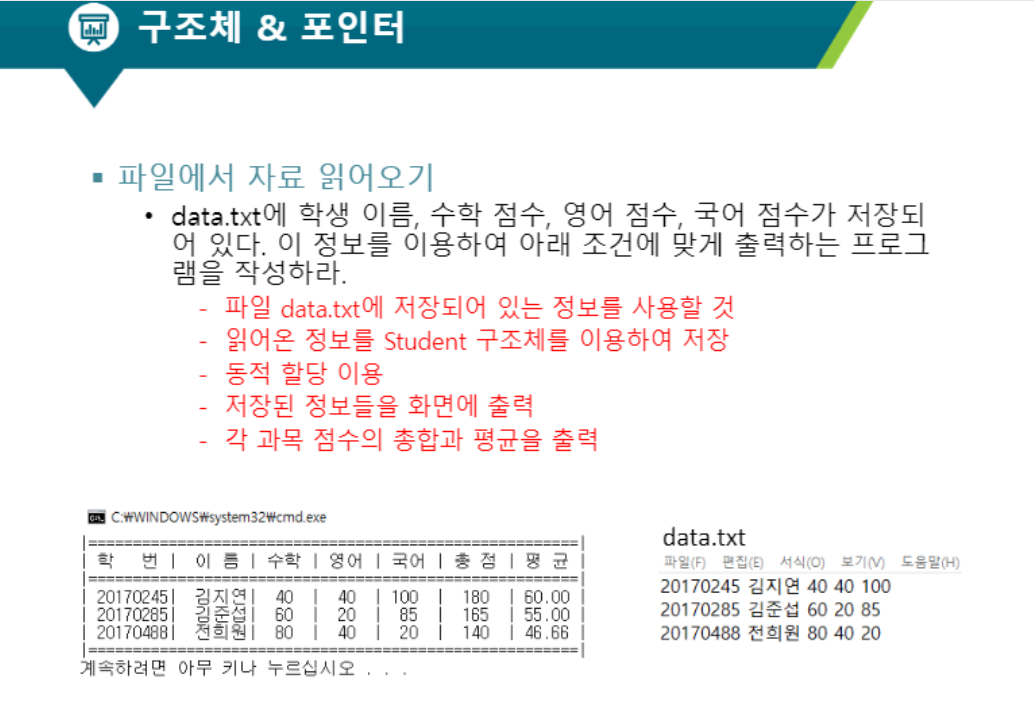 구조체 & 포인터
▪ 파일에서 자료 읽어오기
• data.txt에 학생 이름, 수학 점수, 영어 점수, 국어 점수가 저장되
어 있다. 이 정보를 이용하여 아래 조건에 맞게 출력하는 프로그
램을 작성하라.
- 파일 data.txt에 저장되어 있는 정보를 사용할 것
- 읽어온 정보를 Student 구조체를 이용하여 저장
- 동적 할당 이용
- 저장된 정보들을 화면에 출력
- 각 과목 점수의 총합과 평균을 출력
C:₩WINDOWS₩system32₩cmd.exe
|=======================================================|
| 학 번 | 이 름 | 수학 | 영어 | 국어 | 총 점 | 평 균 |
|=======================================================|
| 20170245| 김지연| 40 | 40 | 100 | 180 | 60.00 |
| 20170285| 김준섭| 60 | 20 | 85 | 165 | 55.00 |
| 20170488| 전희원| 80 | 40 | 20 | 140 | 46.66 |
|=======================================================|
계속하려면 아무 키나 누르십시오 . . .
data.txt
파일(F) 편집(E) 서식(O) 보기(V) 도움말(H)
20170245 김지연 40 40 100
20170285 김준섭 60 20 85
20170488 전희원 80 40 20